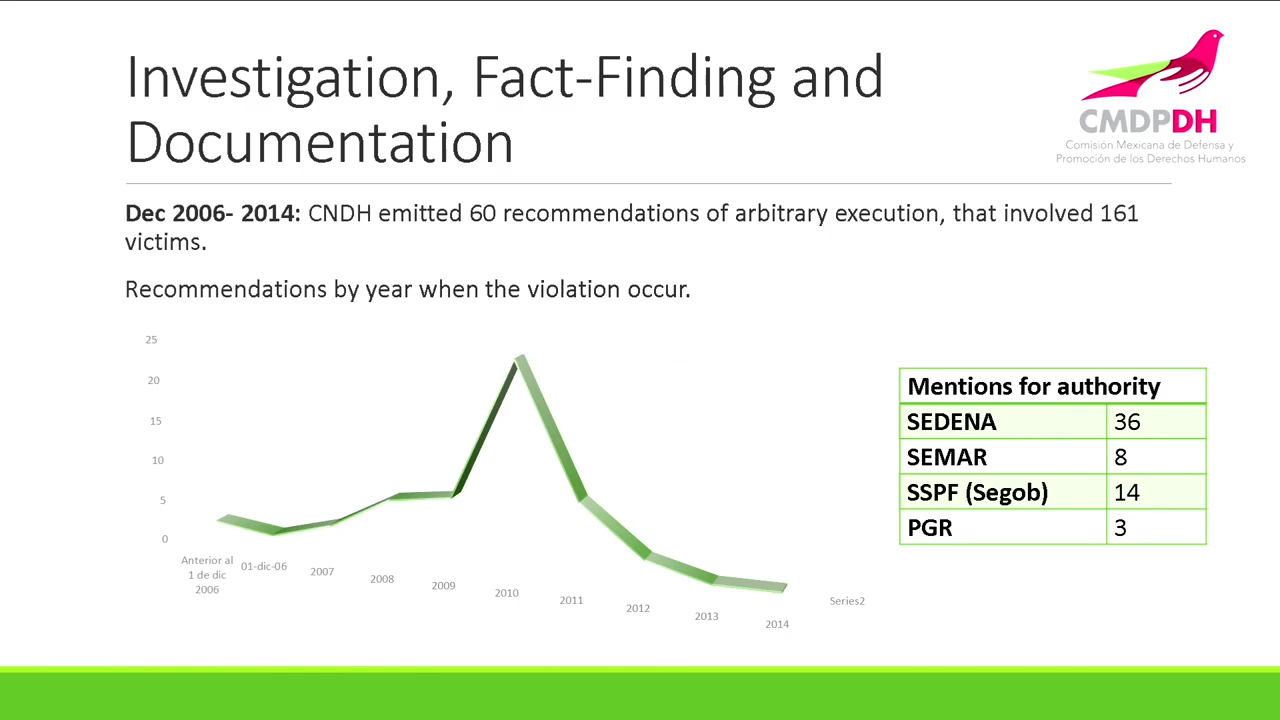 Investigation, Fact-Finding and
Documentation
CMDPDH
Comisión Mexicana de Defensa y
Promoción de los Derechos Humanos
Dec 2006- 2014: CNDH emitted 60 recommendations of arbitrary execution, that involved 161
victims.
Recommendations by year when the violation occur.
25
20
15
10
5
0
Anterior al
1 de dic
2006
01-dic-06
2007
2008
2009
2010
2011
2012
2013
2014
Series2
Mentions for authority
SEDENA 36
SEMAR 8
SSPF (Segob) 14
PGR 3